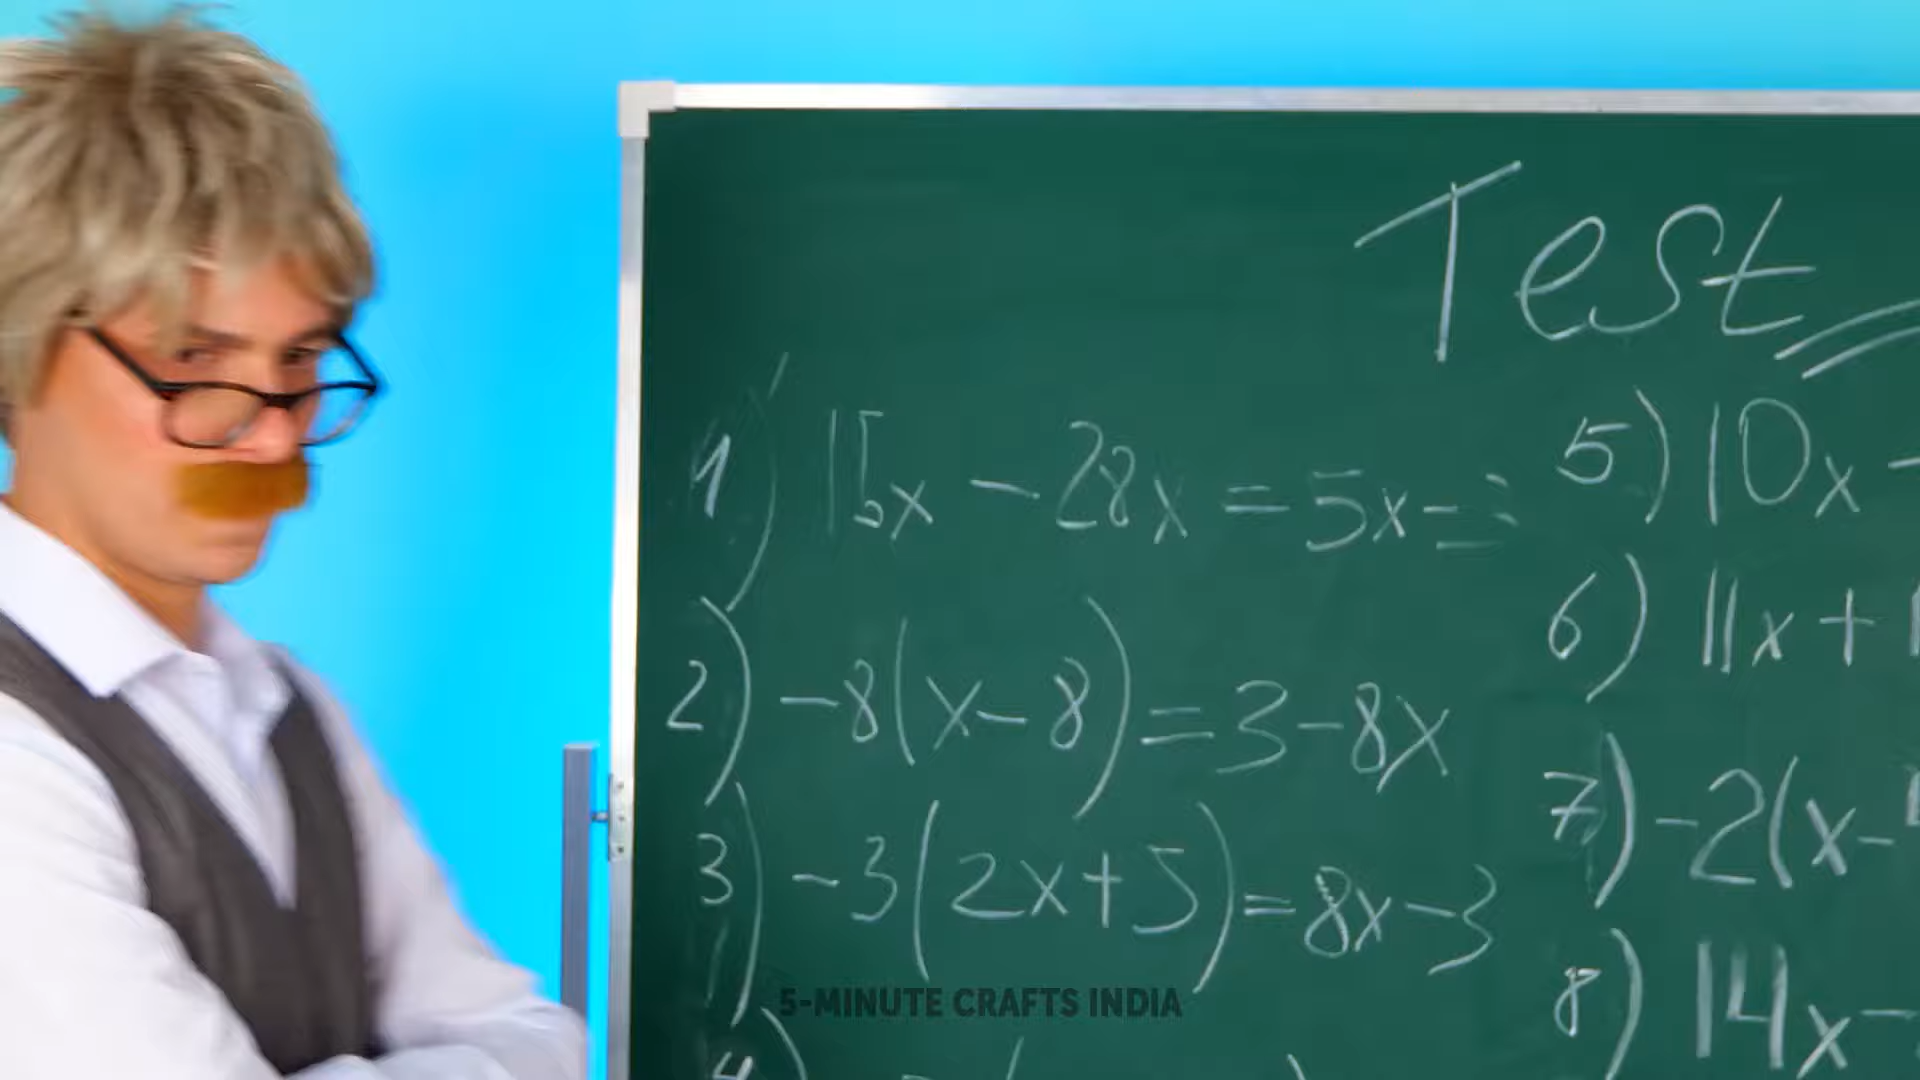 Test
1) 15x - 28x = 5x -
2) -8(x-8) = 3-8x
3) -3(2x+5) = 8x-3
4)
5) 10x -
6) 11x +
7) -2(x-
8) 14x -
5-MINUTE CRAFTS INDIA